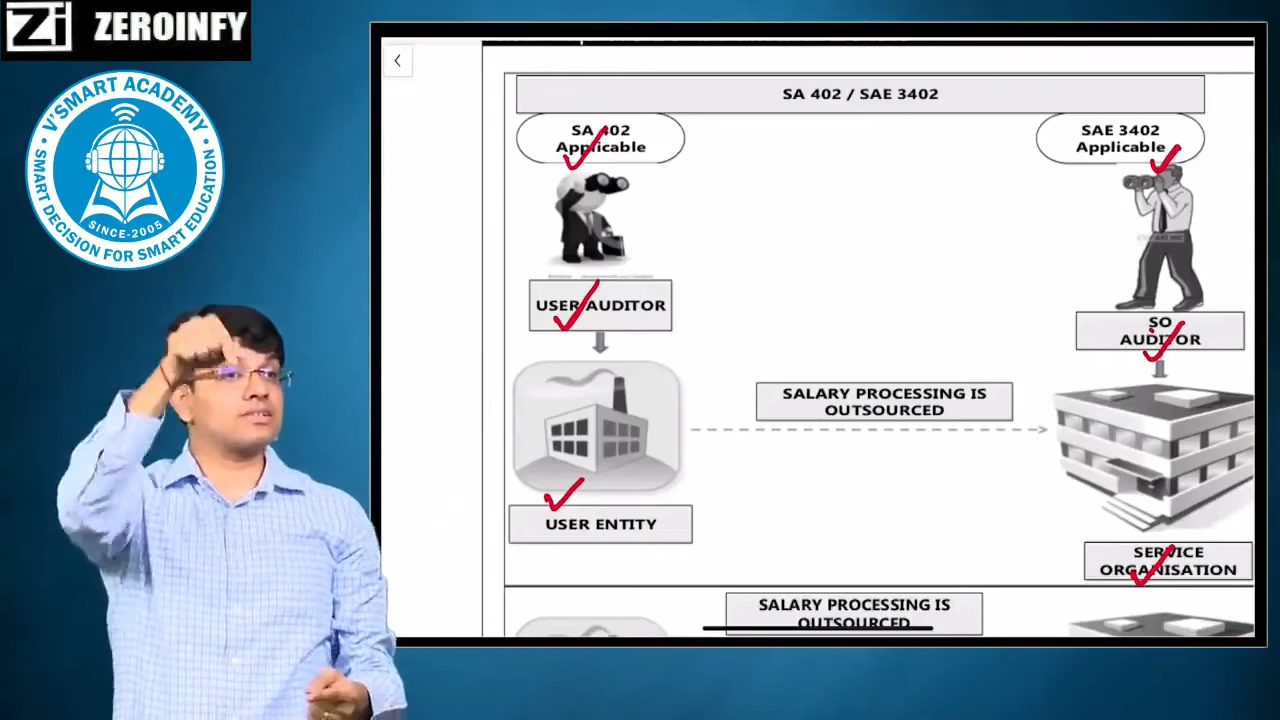 Zi ZEROINFY
V'SMART ACADEMY
SMART DECISION FOR SMART EDUCATION
SINCE-2005
SA 402 / SAE 3402
SA 402
Applicable
SAE 3402
Applicable
USER AUDITOR
SO
AUDITOR
SALARY PROCESSING IS
OUTSOURCED
USER ENTITY
SERVICE
ORGANISATION
SALARY PROCESSING IS
OUTSOURCED